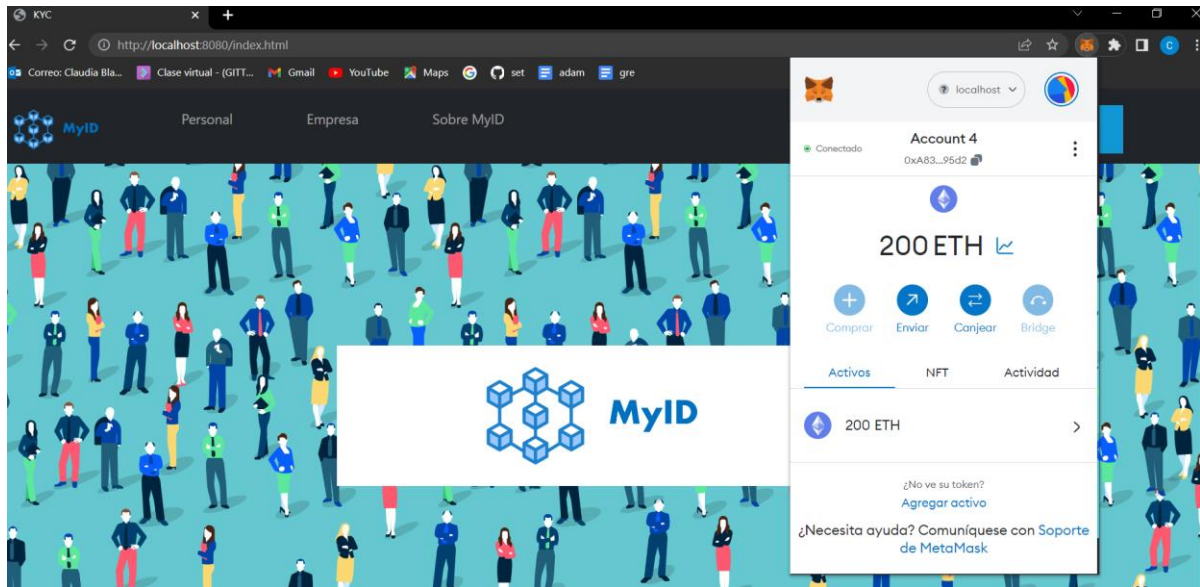 KYC
http://localhost:8080/index.html
Correo: Claudia Bla... Clase virtual - (GITT... Gmail YouTube Maps set adam gre
MyID Personal Empresa Sobre MyID
localhost
Conectado
Account 4
0xA83...95d2
200 ETH
Comprar Enviar Canjear Bridge
Activos NFT Actividad
200 ETH
¿No ve su token?
Agregar activo
¿Necesita ayuda? Comuníquese con Soporte
de MetaMask
MyID